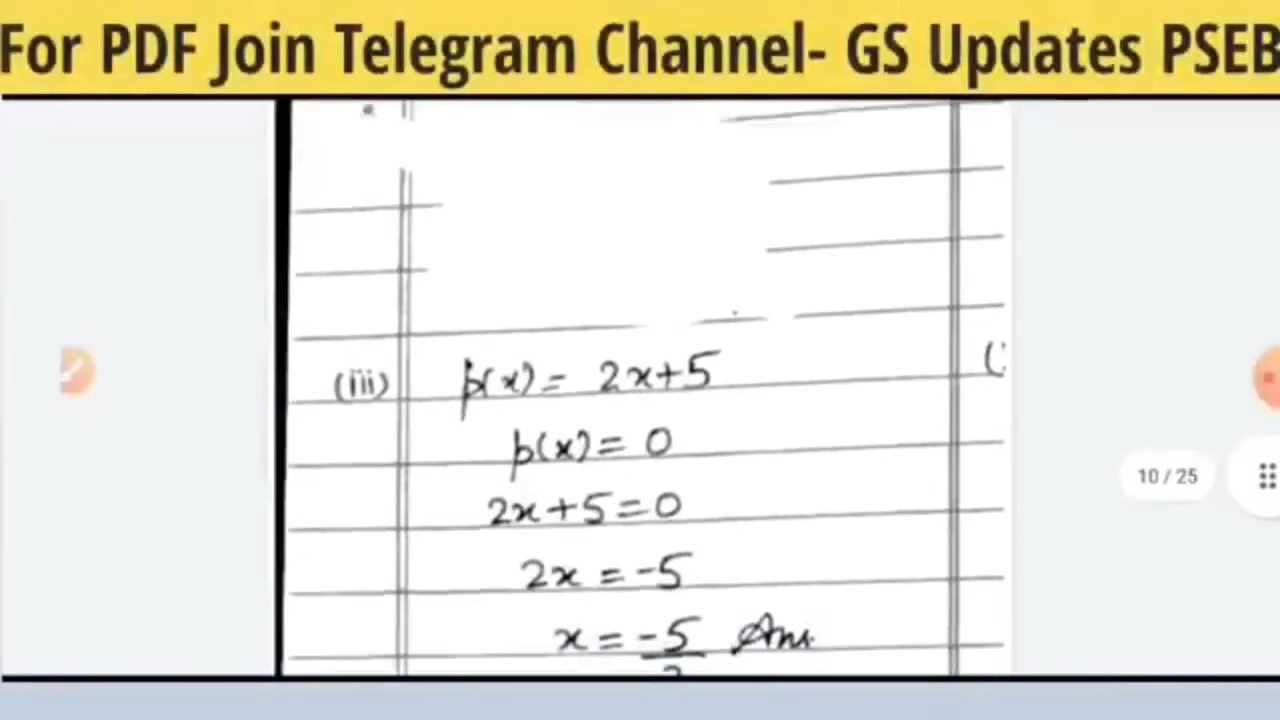 For PDF Join Telegram Channel- GS Updates PSEB
(iii) p(x) = 2x+5
p(x) = 0
2x+5=0
10 / 25
2x = -5
x = -5 Ans